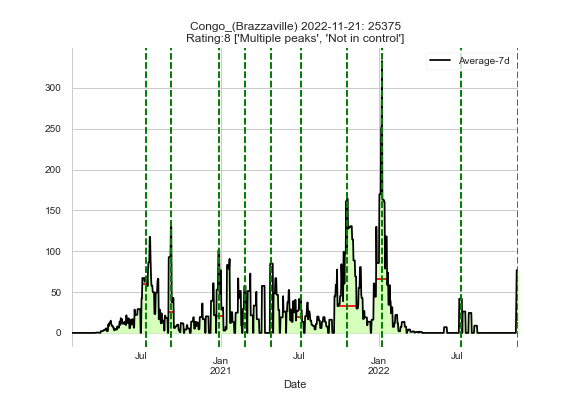 Congo_(Brazzaville) 2022-11-21: 25375
Rating:8 ['Multiple peaks', 'Not in control']
Average-7d
300
250
200
150
100
50
0
Jul
Jan
2021
Jul
Jan
2022
Jul
Date